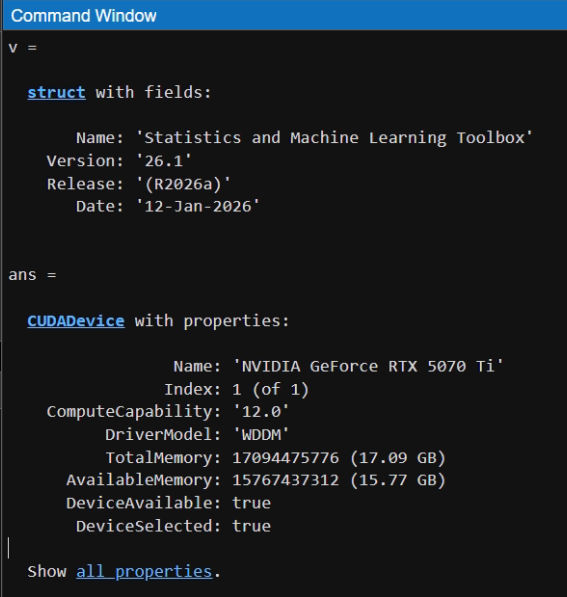 Command Window
v =
struct with fields:
Name: 'Statistics and Machine Learning Toolbox'
Version: '26.1'
Release: '(R2026a)'
Date: '12-Jan-2026'
ans =
CUDADevice with properties:
Name: 'NVIDIA GeForce RTX 5070 Ti'
Index: 1 (of 1)
ComputeCapability: '12.0'
DriverModel: 'WDDM'
TotalMemory: 17094475776 (17.09 GB)
AvailableMemory: 15767437312 (15.77 GB)
DeviceAvailable: true
DeviceSelected: true
Show all properties.